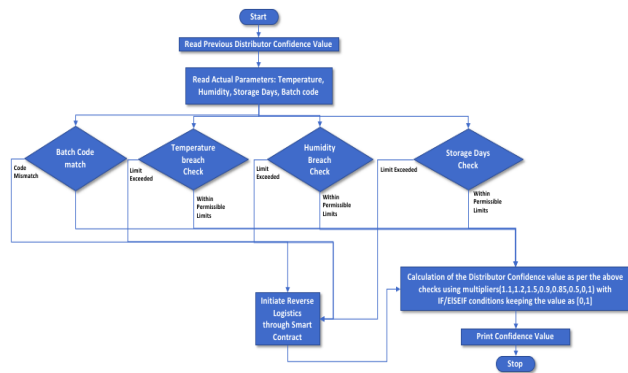 Start
Read Previous Distributor Confidence Value
Read Actual Parameters: Temperature,
Humidity, Storage Days, Batch code
Batch Code
match
Temperature
breach
Check
Humidity
Breach
Check
Storage Days
Check
Code
Mismatch
Limit
Exceeded
Limit
Exceeded
Limit Exceeded
Within
Permissible
Limits
Within
Permissible
Limits
Within
Permissible
Limits
Initiate Reverse
Logistics
through Smart
Contract
Calculation of the Distributor Confidence value as per the above
checks using multipliers(1.1,1.2,1.5,0.9,0.85,0.5,0,1) with
IF/ElSEIF conditions keeping the value as [0,1]
Print Confidence Value
Stop